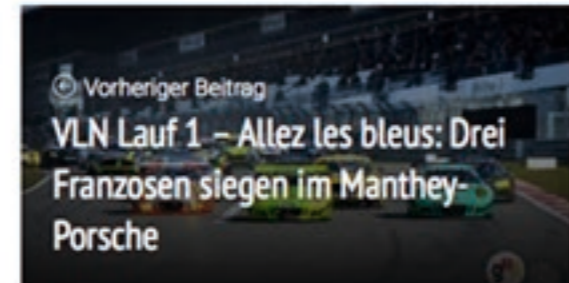 Vorheriger Beitrag
VLN Lauf 1 – Allez les bleus: Drei
Franzosen siegen im Manthey-
Porsche